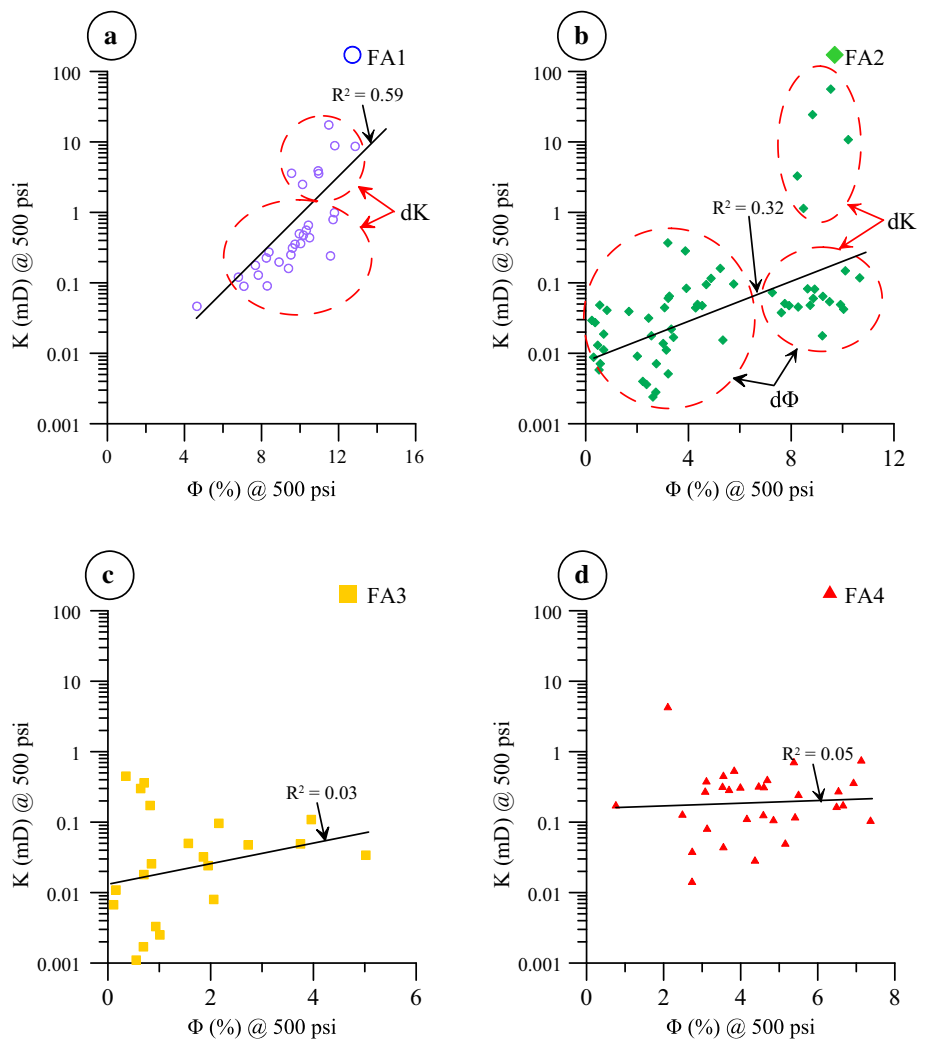 a
FA1
R² = 0.59
dK
100
10
1
0.1
0.01
0.001
K (mD) @ 500 psi
0 4 8 12 16
Φ (%) @ 500 psi
b
FA2
R² = 0.32
dK
dΦ
100
10
1
0.1
0.01
0.001
K (mD) @ 500 psi
0 4 8 12
Φ (%) @ 500 psi
c
FA3
R² = 0.03
100
10
1
0.1
0.01
0.001
K (mD) @ 500 psi
0 2 4 6
Φ (%) @ 500 psi
d
FA4
R² = 0.05
100
10
1
0.1
0.01
0.001
K (mD) @ 500 psi
0 2 4 6 8
Φ (%) @ 500 psi